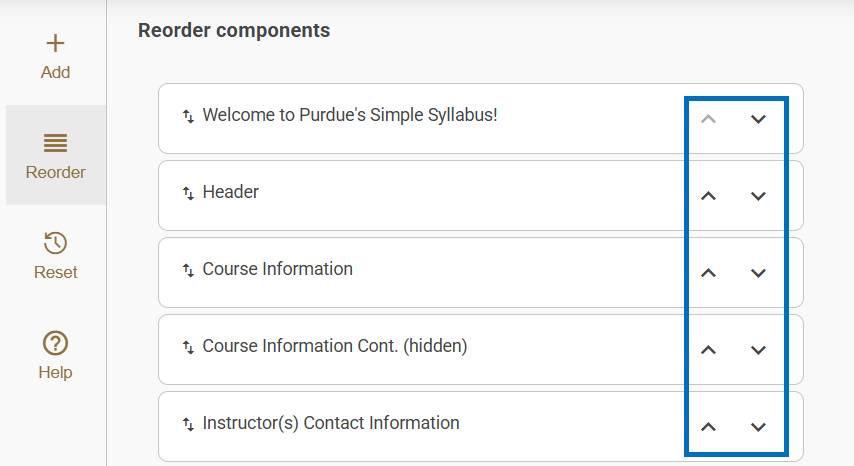 Reorder components
Add
Reorder
Reset
Help
Welcome to Purdue's Simple Syllabus!
Header
Course Information
Course Information Cont. (hidden)
Instructor(s) Contact Information